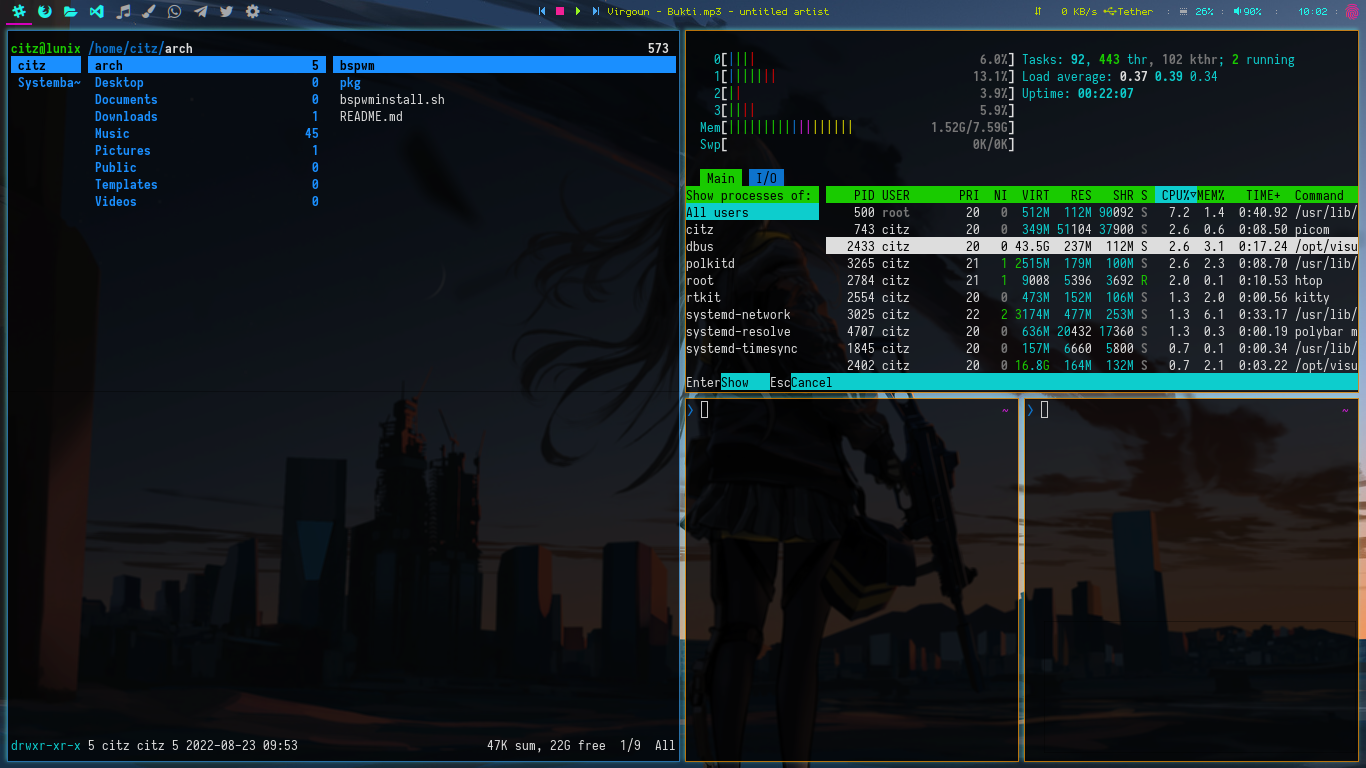 Virgoun - Bukti.mp3 - untitled artist
0 KB/s Tether : 26% : 90% : 10:02 :
citz@lunix /home/citz/arch 573
citz arch 5 bspwm
Systemba~ Desktop 0 pkg
Documents 0 bspwminstall.sh
Downloads 1 README.md
Music 45
Pictures 1
Public 0
Templates 0
Videos 0
drwxr-xr-x 5 citz citz 5 2022-08-23 09:53 47K sum, 22G free 1/9 All
0[|||| 6.0%] Tasks: 92, 443 thr, 102 kthr; 2 running
1[||||||| 13.1%] Load average: 0.37 0.39 0.34
2[|| 3.9%] Uptime: 00:22:07
3[|||| 5.9%]
Mem[||||||||||||||||||| 1.52G/7.59G]
Swp[ 0K/0K]
Main I/O
Show processes of: PID USER PRI NI VIRT RES SHR S CPU%▽MEM% TIME+ Command
All users 500 root 20 0 512M 112M 90092 S 7.2 1.4 0:40.92 /usr/lib/
citz 743 citz 20 0 349M 51104 37900 S 2.6 0.6 0:08.50 picom
dbus 2433 citz 20 0 43.5G 237M 112M S 2.6 3.1 0:17.24 /opt/visu
polkitd 3265 citz 21 1 2515M 179M 100M S 2.6 2.3 0:08.70 /usr/lib/
root 2784 citz 21 1 9008 5396 3692 R 2.0 0.1 0:10.53 htop
rtkit 2554 citz 20 0 473M 152M 106M S 1.3 2.0 0:00.56 kitty
systemd-network 3025 citz 22 2 3174M 477M 253M S 1.3 6.1 0:33.17 /usr/lib/
systemd-resolve 4707 citz 20 0 636M 20432 17360 S 1.3 0.3 0:00.19 polybar m
systemd-timesync 1845 citz 20 0 157M 6660 5800 S 0.7 0.1 0:00.34 /usr/lib/
2402 citz 20 0 16.8G 164M 132M S 0.7 2.1 0:03.22 /opt/visu
EnterShow EscCancel
❯ ~
❯ ~